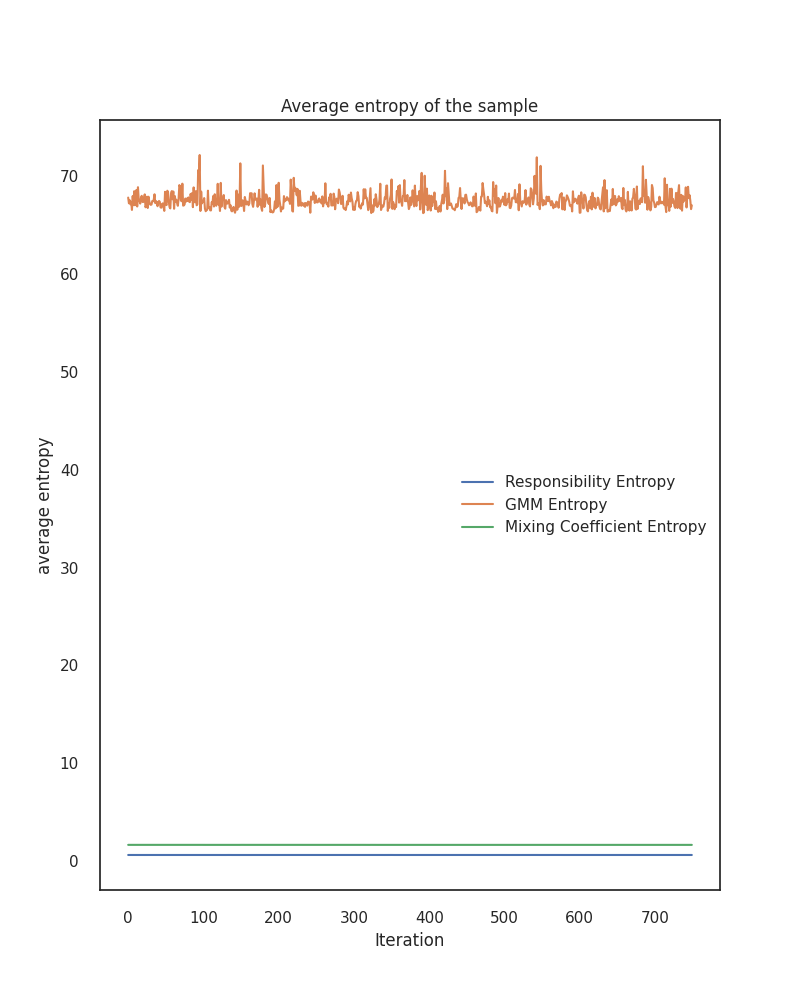 Average entropy of the sample
70
60
50
40
30
20
10
0
average entropy
Responsibility Entropy
GMM Entropy
Mixing Coefficient Entropy
0 100 200 300 400 500 600 700
Iteration